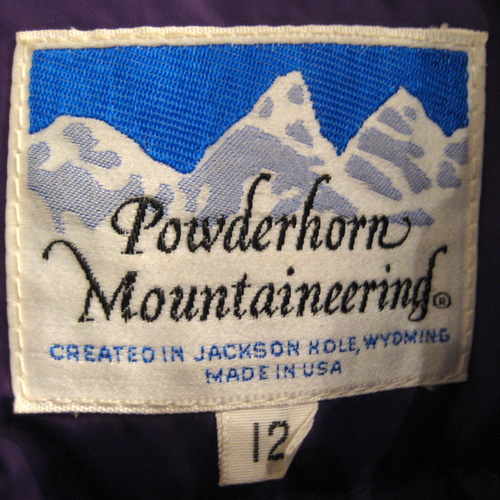 Powderhorn
Mountaineering®
CREATED IN JACKSON HOLE, WYOMING
MADE IN USA
12